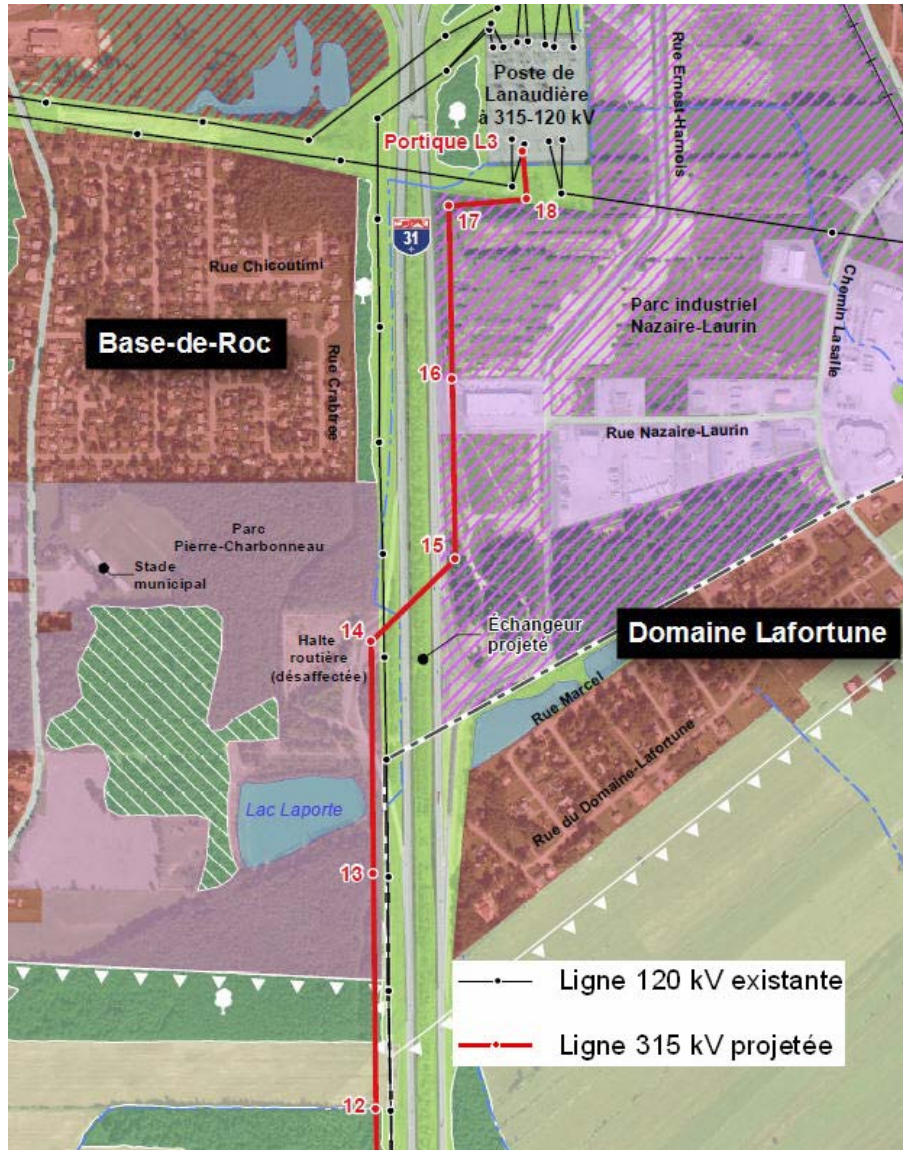 Poste de
Lanaudière
à 315-120 kV
Rue Ernest-Harnois
Portique L3
17
18
31
Rue Chicoutimi
Chemin Lasalle
Parc industriel
Nazaire-Laurin
Base-de-Roc
Rue Crabtree
16
Rue Nazaire-Laurin
Parc
Pierre-Charbonneau
15
Stade
municipal
14
Halte
routière
(désaffectée)
Échangeur
projeté
Domaine Lafortune
Rue Marcel
Rue du Domaine-Lafortune
Lac Laporte
13
Ligne 120 kV existante
Ligne 315 kV projetée
12